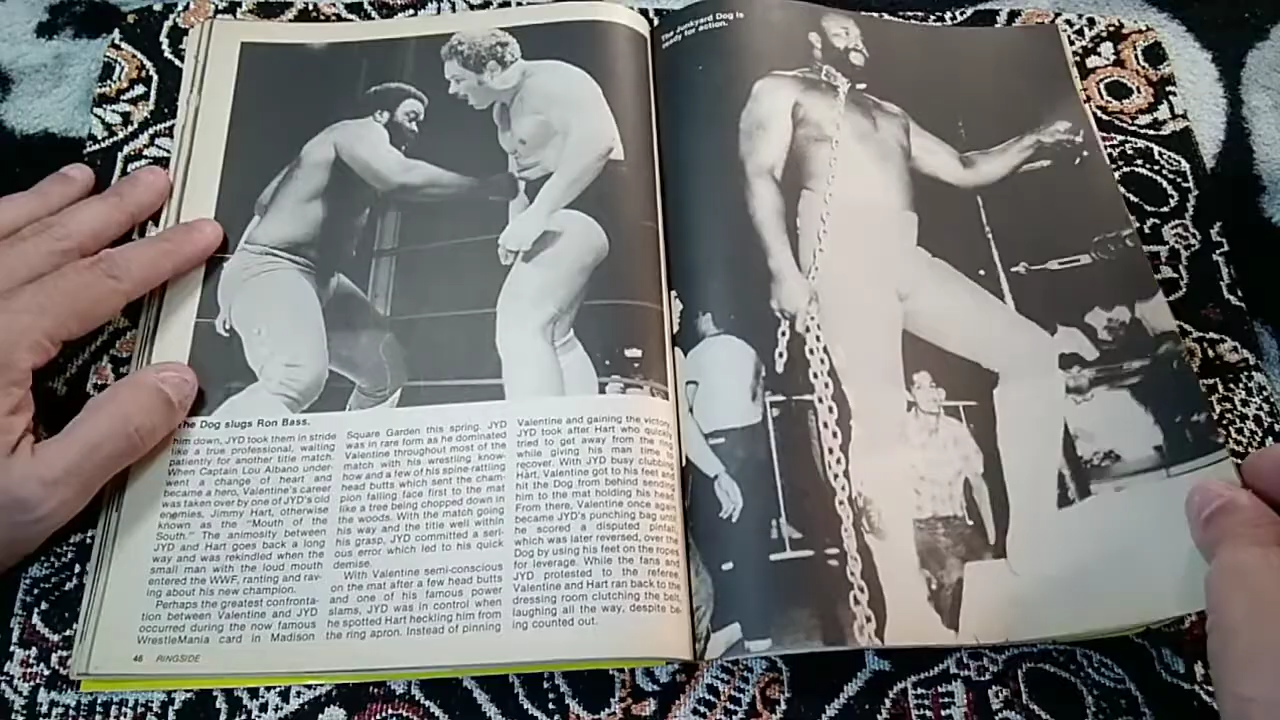 The Junkyard Dog is
ready for action.
The Dog slugs Ron Bass.
him down, JYD took them in stride
like a true professional, waiting
patiently for another title match.
When Captain Lou Albano under-
went a change of heart and
became a hero, Valentine's career
was taken over by one of JYD's old
enemies, Jimmy Hart, otherwise
known as the "Mouth of the
South." The animosity between
JYD and Hart goes back a long
way and was rekindled when the
small man with the loud mouth
entered the WWF, ranting and rav-
ing about his new champion.
Perhaps the greatest confronta-
tion between Valentine and JYD
occurred during the now famous
WrestleMania card in Madison
Square Garden this spring. JYD
was in rare form as he dominated
Valentine throughout most of the
match with his wrestling know-
how and a few of his spine-rattling
head butts which sent the cham-
pion falling face first to the mat
like a tree being chopped down in
the woods. With the match going
his way and the title well within
his grasp, JYD committed a seri-
ous error which led to his quick
demise.
With Valentine semi-conscious
on the mat after a few head butts
and one of his famous power
slams, JYD was in control when
he spotted Hart heckling him from
the ring apron. Instead of pinning
Valentine and gaining the victory,
JYD took after Hart who quickly
tried to get away from the ring
while giving his man time to
recover. With JYD busy clubbing
Hart, Valentine got to his feet and
hit the Dog from behind sending
him to the mat holding his head.
From there, Valentine once again
became JYD's punching bag until
he scored a disputed pinfall,
which was later reversed, over the
Dog by using his feet on the ropes
for leverage. While the fans and
JYD protested to the referee,
Valentine and Hart ran back to the
dressing room clutching the belt,
laughing all the way, despite be-
ing counted out.
46 RINGSIDE